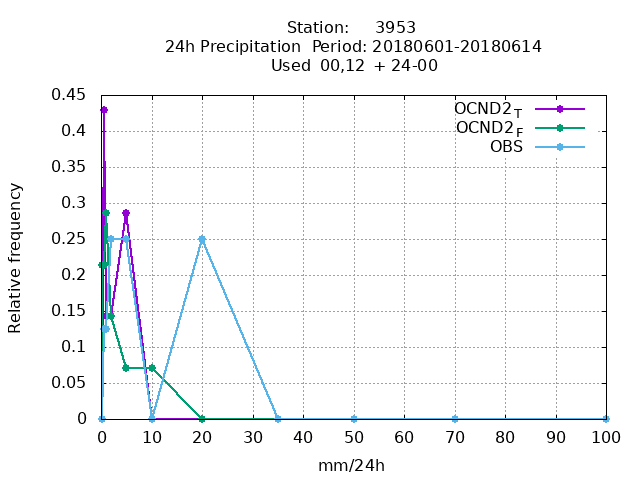 Station: 3953
24h Precipitation Period: 20180601-20180614
Used 00,12 + 24-00
OCND2T
OCND2F
OBS
Relative frequency
0.45
0.4
0.35
0.3
0.25
0.2
0.15
0.1
0.05
0
0 10 20 30 40 50 60 70 80 90 100
mm/24h